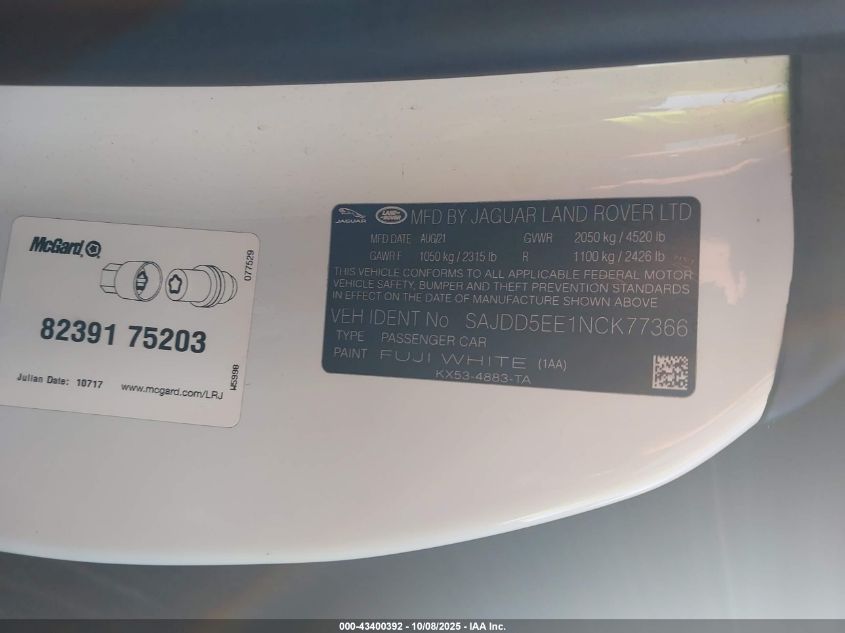 McGard
077529
82391 75203
Julian Date: 10717
www.mcgard.com/LRJ
W599B
JAGUAR
LAND ROVER
MFD BY JAGUAR LAND ROVER LTD
MFD DATE AUG/21 GVWR 2050 kg / 4520 lb
GAWR F 1050 kg / 2315 lb R 1100 kg / 2426 lb
THIS VEHICLE CONFORMS TO ALL APPLICABLE FEDERAL MOTOR
VEHICLE SAFETY, BUMPER AND THEFT PREVENTION STANDARDS
IN EFFECT ON THE DATE OF MANUFACTURE SHOWN ABOVE
VEH IDENT No SAJDD5EE1NCK77366
TYPE PASSENGER CAR
PAINT FUJI WHITE (1AA)
KX53-4883-TA
000-43400392 - 10/08/2025 - IAA Inc.